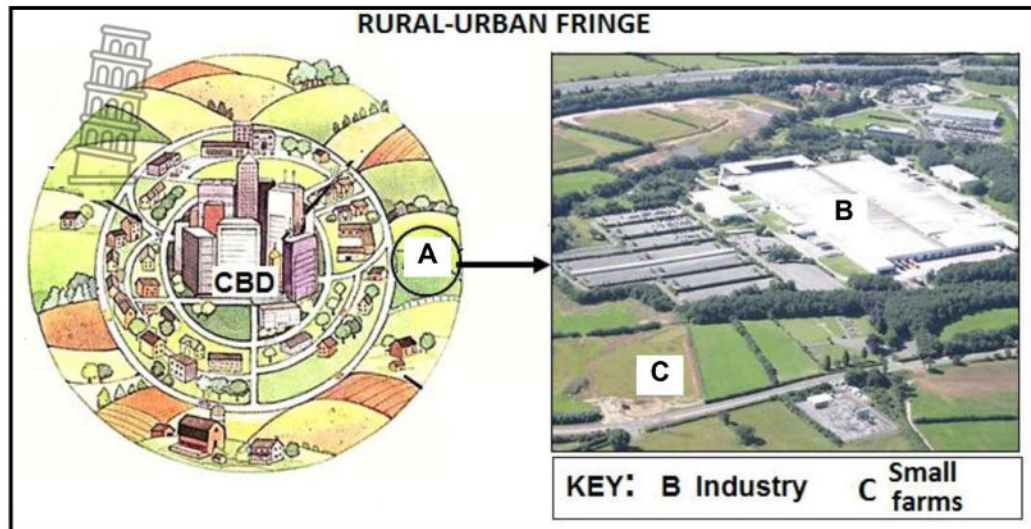 RURAL-URBAN FRINGE
CBD
A
B
C
KEY: B Industry C Small
farms